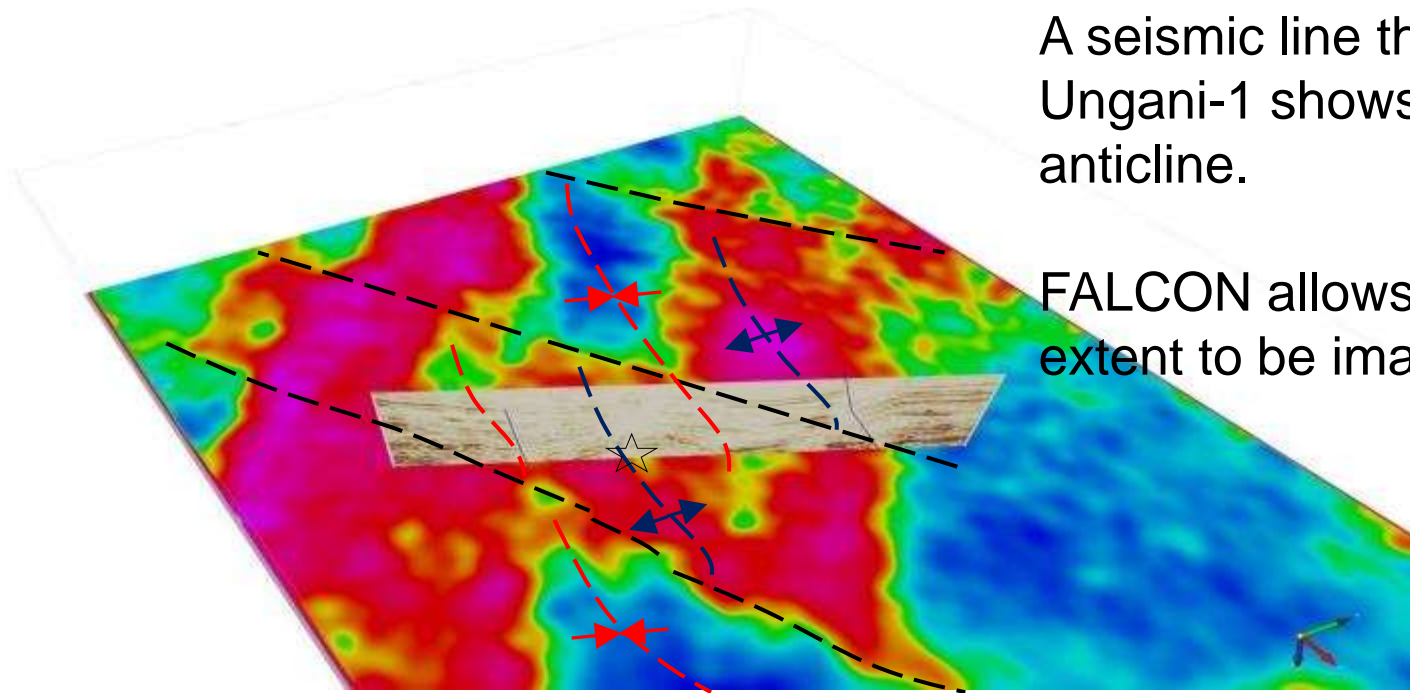 A seismic line th
Ungani-1 shows
anticline.
FALCON allows
extent to be ima